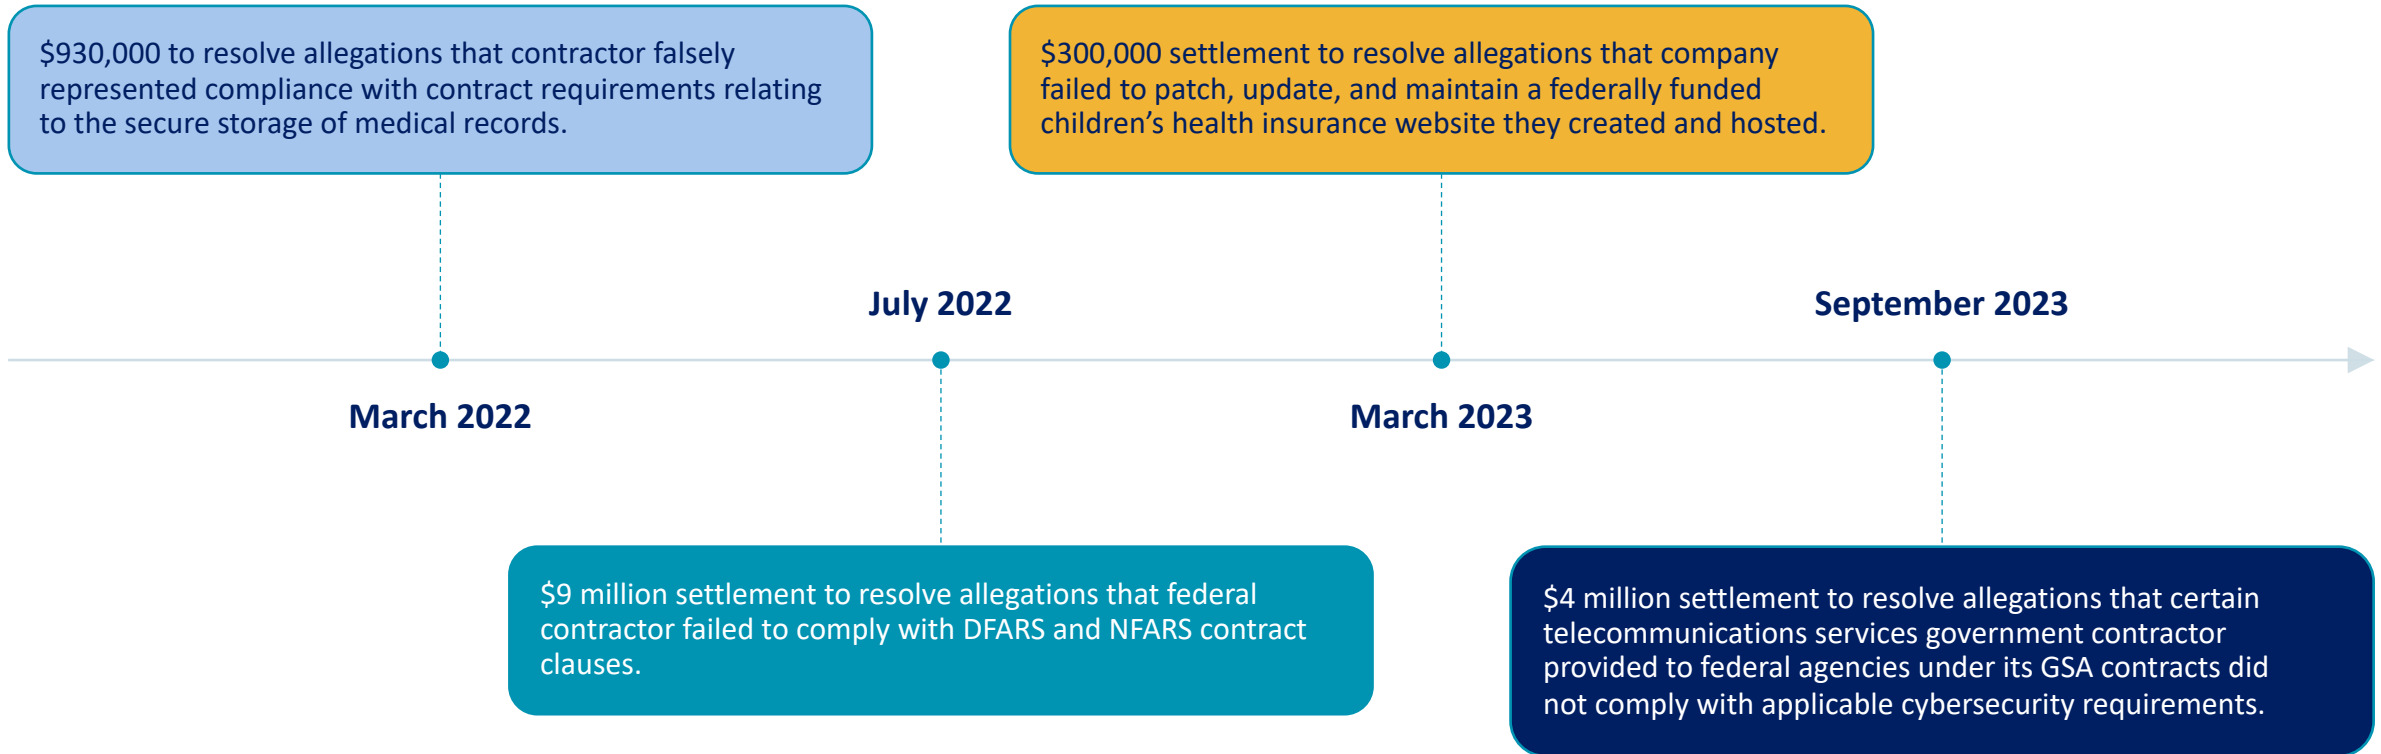 $930,000 to resolve allegations that contractor falsely
represented compliance with contract requirements relating
to the secure storage of medical records.
$300,000 settlement to resolve allegations that company
failed to patch, update, and maintain a federally funded
children’s health insurance website they created and hosted.
July 2022
September 2023
March 2022
March 2023
$9 million settlement to resolve allegations that federal
contractor failed to comply with DFARS and NFARS contract
clauses.
$4 million settlement to resolve allegations that certain
telecommunications services government contractor
provided to federal agencies under its GSA contracts did
not comply with applicable cybersecurity requirements.